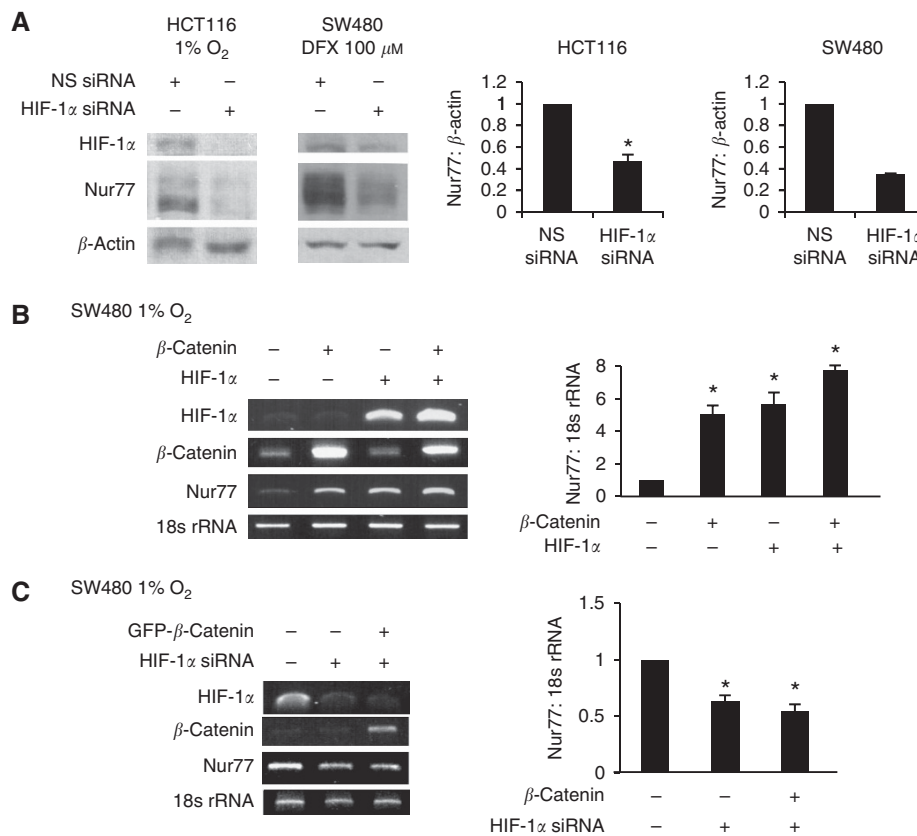 A
HCT116
1% O₂
SW480
DFX 100 μM
NS siRNA + – + –
HIF-1α siRNA – + – +
HIF-1α
Nur77
β-Actin
HCT116
Nur77: β-actin
1.2
1
0.8
0.6
0.4
0.2
0
*
NS siRNA
HIF-1α siRNA
SW480
Nur77: β-actin
1.2
1
0.8
0.6
0.4
0.2
0
NS siRNA
HIF-1α siRNA
B
SW480 1% O₂
β-Catenin – + – +
HIF-1α – – + +
HIF-1α
β-Catenin
Nur77
18s rRNA
Nur77: 18s rRNA
8
6
4
2
0
* * *
β-Catenin – + – +
HIF-1α – – + +
C
SW480 1% O₂
GFP-β-Catenin – – +
HIF-1α siRNA – + +
HIF-1α
β-Catenin
Nur77
18s rRNA
Nur77: 18s rRNA
1.5
1
0.5
0
* *
β-Catenin – – +
HIF-1α siRNA – + +